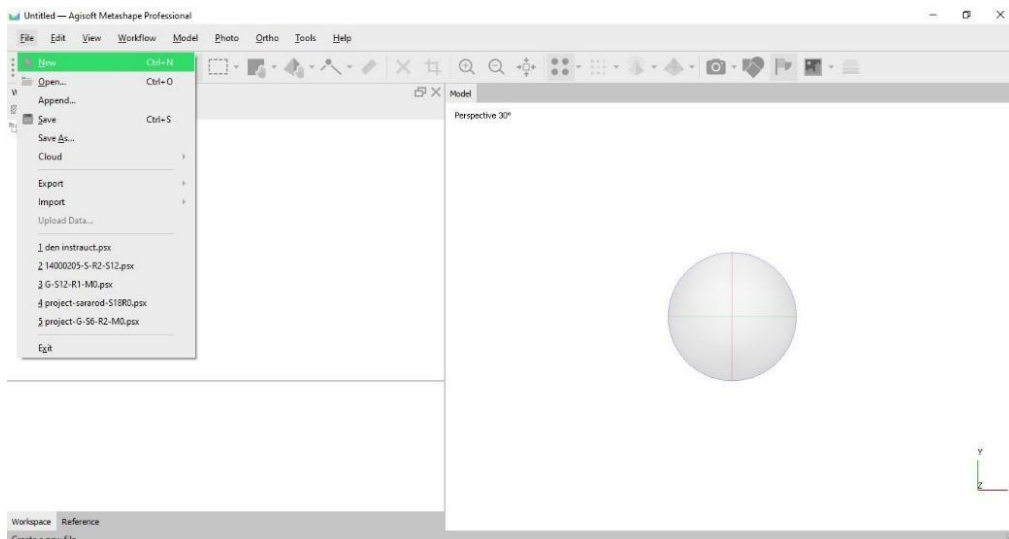 Untitled — Agisoft Metashape Professional
File Edit View Workflow Model Photo Ortho Tools Help
New Ctrl+N
Open... Ctrl+O
Append...
Save Ctrl+S
Save As...
Cloud
Export
Import
Upload Data...
1 den instrauct.psx
2 14000205-S-R2-S12.psx
3 G-S12-R1-M0.psx
4 project-sararod-S18R0.psx
5 project-G-S6-R2-M0.psx
Exit
Model
Perspective 30°
Y
Z
Workspace Reference
Create a new file